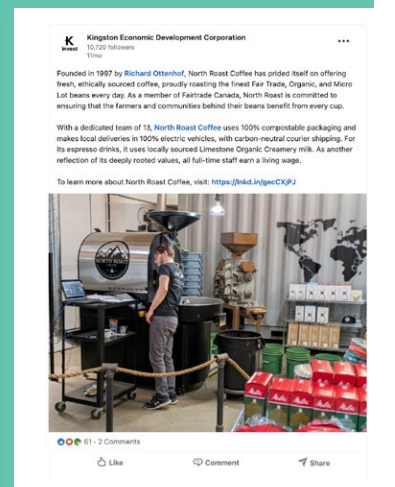 K
Invest
Kingston Economic Development Corporation
10,720 followers
11mo
Founded in 1997 by Richard Ottenhof, North Roast Coffee has prided itself on offering
fresh, ethically sourced coffee, proudly roasting the finest Fair Trade, Organic, and Micro
Lot beans every day. As a member of Fairtrade Canada, North Roast is committed to
ensuring that the farmers and communities behind their beans benefit from every cup.
With a dedicated team of 13, North Roast Coffee uses 100% compostable packaging and
makes local deliveries in 100% electric vehicles, with carbon-neutral courier shipping. For
its espresso drinks, it uses locally sourced Limestone Organic Creamery milk. As another
reflection of its deeply rooted values, all full-time staff earn a living wage.
To learn more about North Roast Coffee, visit: https://lnkd.in/gecCXjPJ
NORTH ROAST
Melitta
61 · 2 Comments
Like
Comment
Share